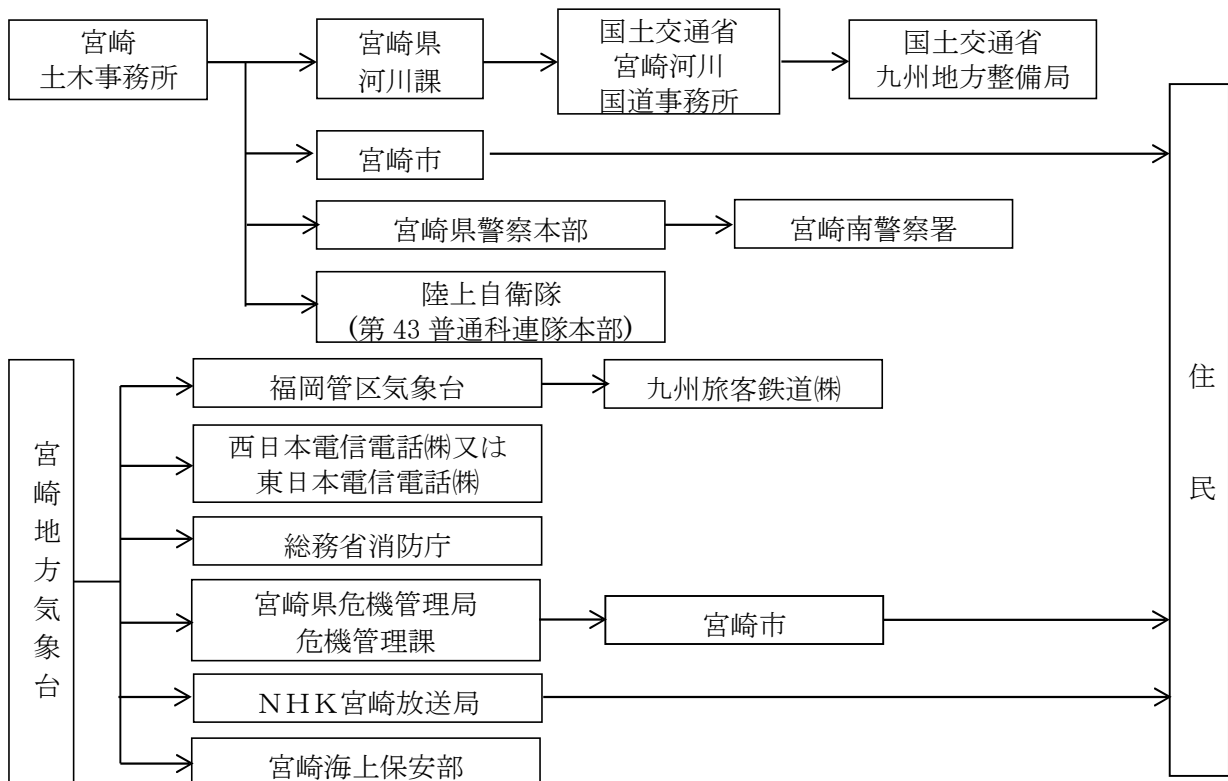 宮崎
土木事務所
宮崎県
河川課
国土交通省
宮崎河川
国道事務所
国土交通省
九州地方整備局
宮崎市
宮崎県警察本部
宮崎南警察署
陸上自衛隊
(第 43 普通科連隊本部)
住民
宮崎地方気象台
福岡管区気象台
九州旅客鉄道㈱
西日本電信電話㈱又は
東日本電信電話㈱
総務省消防庁
宮崎県危機管理局
危機管理課
宮崎市
ＮＨＫ宮崎放送局
宮崎海上保安部